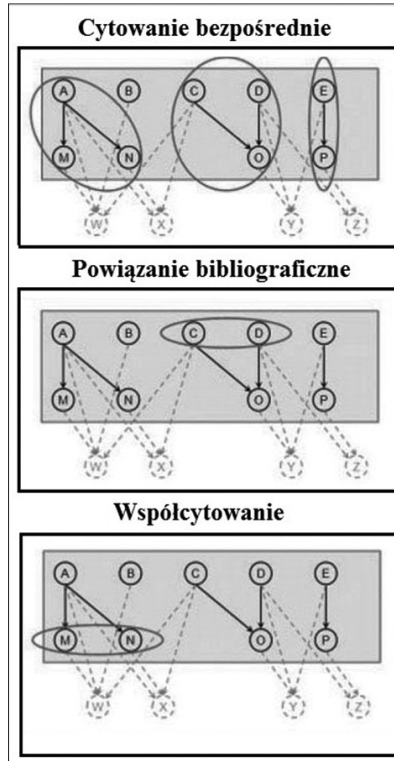 Cytowanie bezpośrednie
A B C D E
M N O P
W X Y Z
Powiązanie bibliograficzne
A B C D E
M N O P
W X Y Z
Współcytowanie
A B C D E
M N O P
W X Y Z